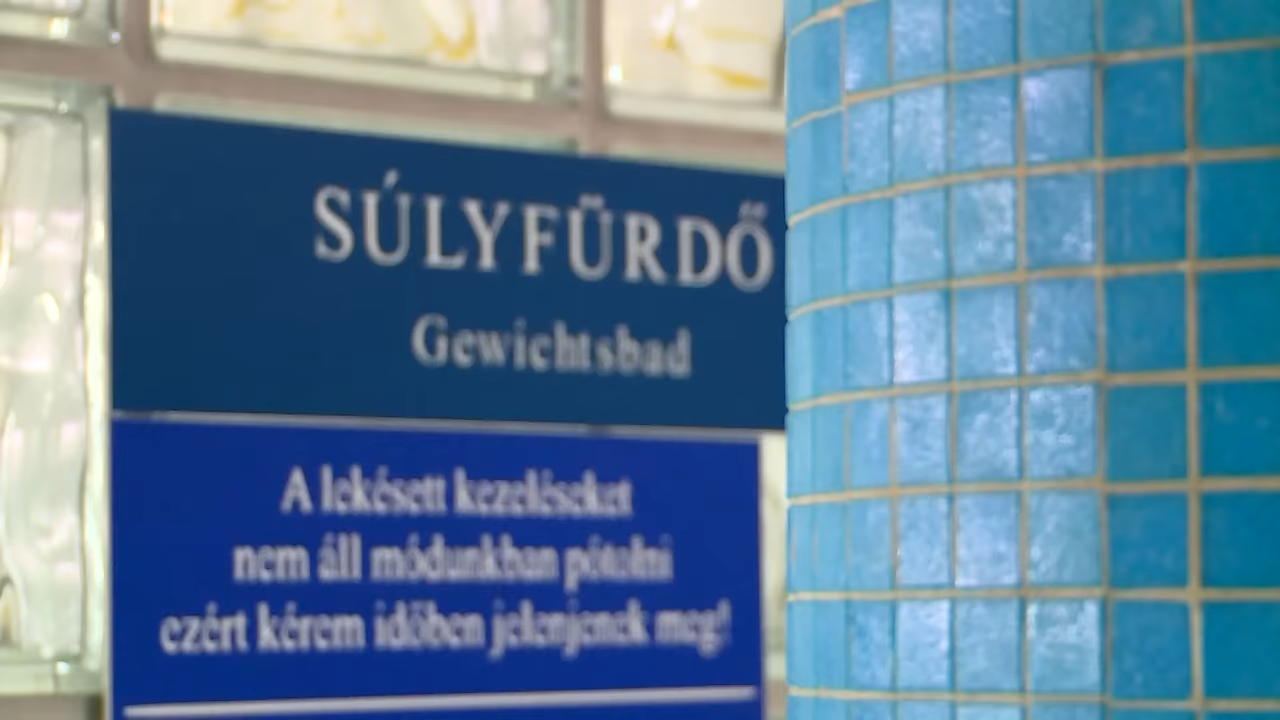 SÚLYFÜRDŐ
Gewichtsbad
A lekésett kezeléseket
nem áll módunkban pótolni
ezért kérem időben jelenjenek meg!